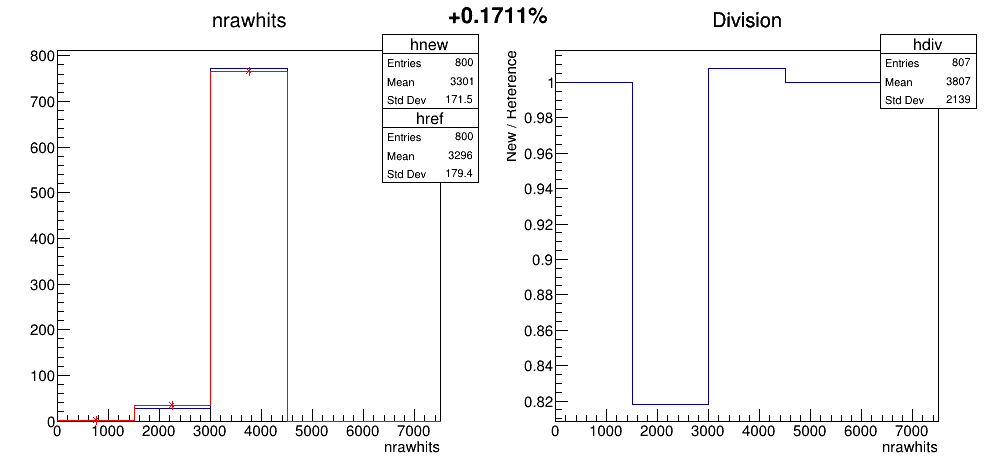 +0.1711%
nrawhits
hnew
Entries 800
Mean 3301
Std Dev 171.5
href
Entries 800
Mean 3296
Std Dev 179.4
800
700
600
500
400
300
200
100
0
0 1000 2000 3000 4000 5000 6000 7000
nrawhits
Division
hdiv
Entries 807
Mean 3807
Std Dev 2139
New / Reference
1
0.98
0.96
0.94
0.92
0.9
0.88
0.86
0.84
0.82
0 1000 2000 3000 4000 5000 6000 7000
nrawhits